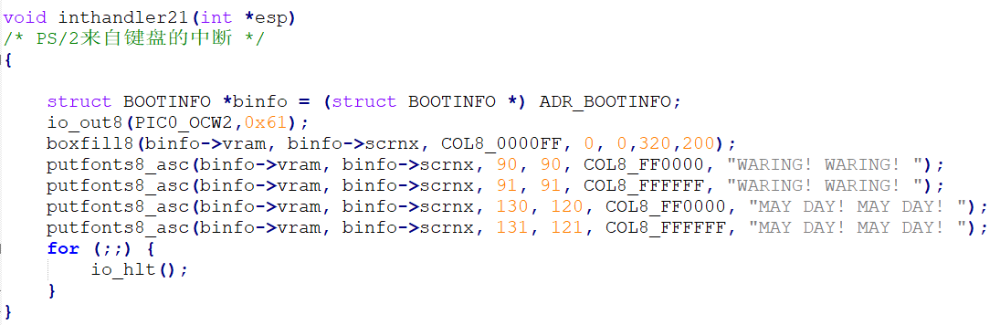 void inthandler21(int *esp)
/* PS/2来自键盘的中断 */
{
struct BOOTINFO *binfo = (struct BOOTINFO *) ADR_BOOTINFO;
io_out8(PIC0_OCW2,0x61);
boxfill8(binfo->vram, binfo->scrnx, COL8_0000FF, 0, 0,320,200);
putfonts8_asc(binfo->vram, binfo->scrnx, 90, 90, COL8_FF0000, "WARING! WARING! ");
putfonts8_asc(binfo->vram, binfo->scrnx, 91, 91, COL8_FFFFFF, "WARING! WARING! ");
putfonts8_asc(binfo->vram, binfo->scrnx, 130, 120, COL8_FF0000, "MAY DAY! MAY DAY! ");
putfonts8_asc(binfo->vram, binfo->scrnx, 131, 121, COL8_FFFFFF, "MAY DAY! MAY DAY! ");
for (;;) {
io_hlt();
}
}